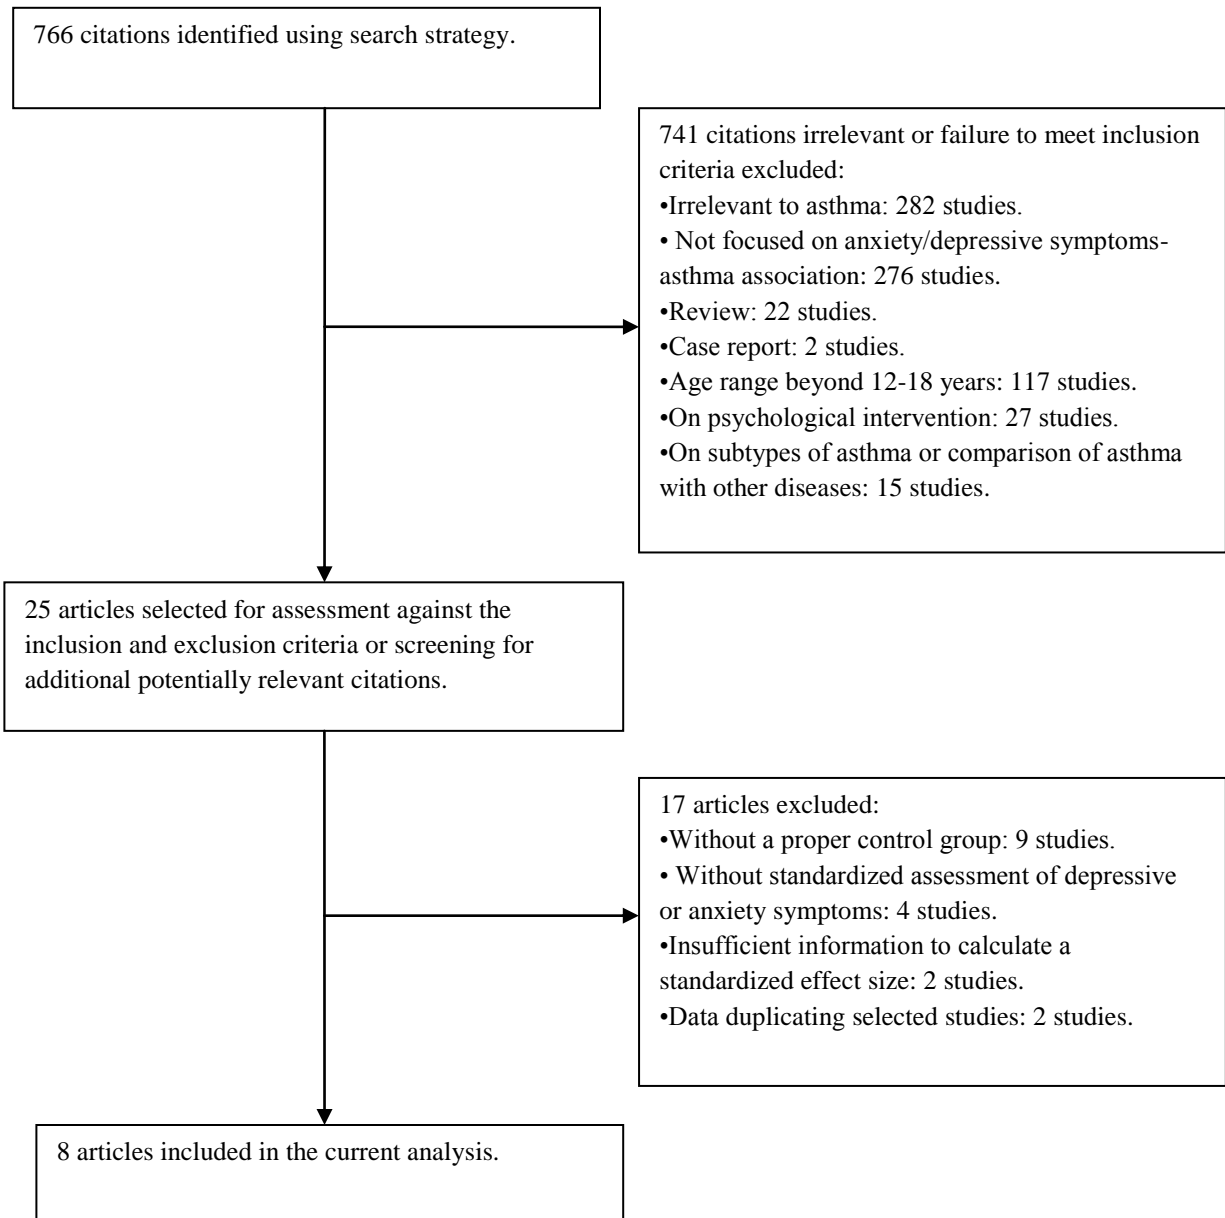 766 citations identified using search strategy.
741 citations irrelevant or failure to meet inclusion
criteria excluded:
•Irrelevant to asthma: 282 studies.
• Not focused on anxiety/depressive symptoms-
asthma association: 276 studies.
•Review: 22 studies.
•Case report: 2 studies.
•Age range beyond 12-18 years: 117 studies.
•On psychological intervention: 27 studies.
•On subtypes of asthma or comparison of asthma
with other diseases: 15 studies.
25 articles selected for assessment against the
inclusion and exclusion criteria or screening for
additional potentially relevant citations.
17 articles excluded:
•Without a proper control group: 9 studies.
• Without standardized assessment of depressive
or anxiety symptoms: 4 studies.
•Insufficient information to calculate a
standardized effect size: 2 studies.
•Data duplicating selected studies: 2 studies.
8 articles included in the current analysis.